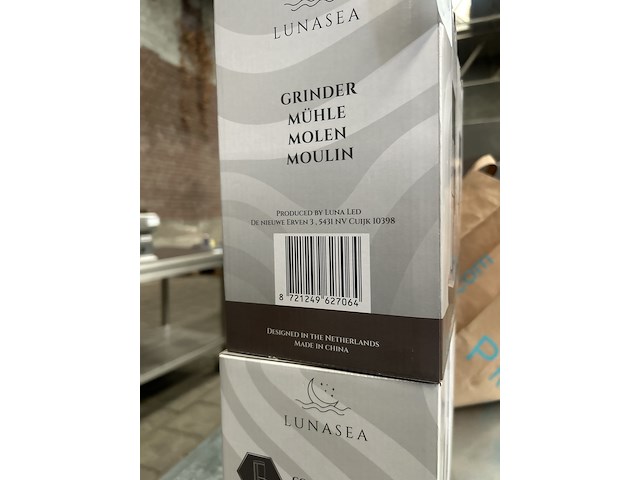 LUNASEA
GRINDER
MÜHLE
MOLEN
MOULIN
PRODUCED BY LUNA LED
DE NIEUWE ERVEN 3 , 5431 NV CUIJK 10398
8 721249 627064
DESIGNED IN THE NETHERLANDS
MADE IN CHINA
LUNASEA